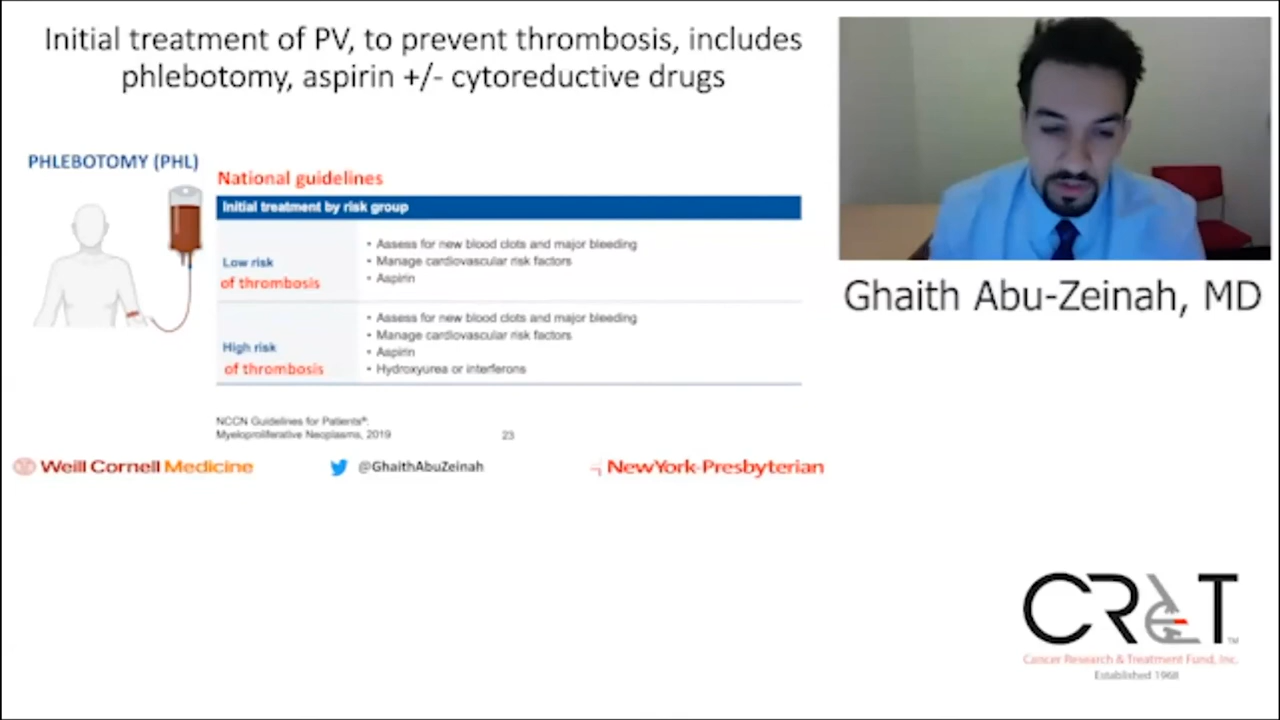 Initial treatment of PV, to prevent thrombosis, includes
phlebotomy, aspirin +/- cytoreductive drugs
PHLEBOTOMY (PHL)
National guidelines
Initial treatment by risk group
Low risk
of thrombosis
• Assess for new blood clots and major bleeding
• Manage cardiovascular risk factors
• Aspirin
High risk
of thrombosis
• Assess for new blood clots and major bleeding
• Manage cardiovascular risk factors
• Aspirin
• Hydroxyurea or interferons
NCCN Guidelines for Patients®:
Myeloproliferative Neoplasms, 2019
23
Weill Cornell Medicine
@GhaithAbuZeinah
NewYork-Presbyterian
Ghaith Abu-Zeinah, MD
CR&T™
Cancer Research & Treatment Fund, Inc.
Established 1968